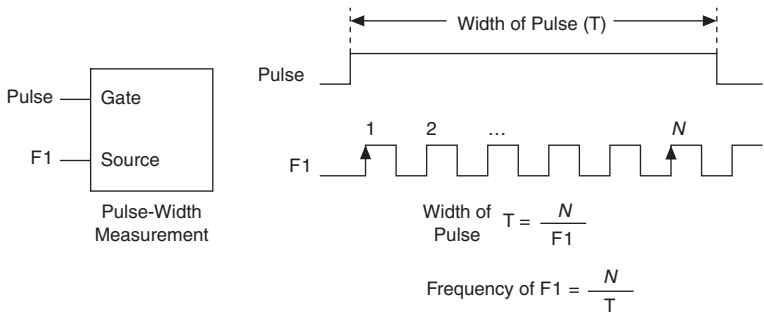 Width of Pulse (T)
Pulse
Pulse
Gate
F1
Source
1 2 ... N
F1
Pulse-Width
Measurement
Width of
Pulse
T = N / F1
Frequency of F1 = N / T